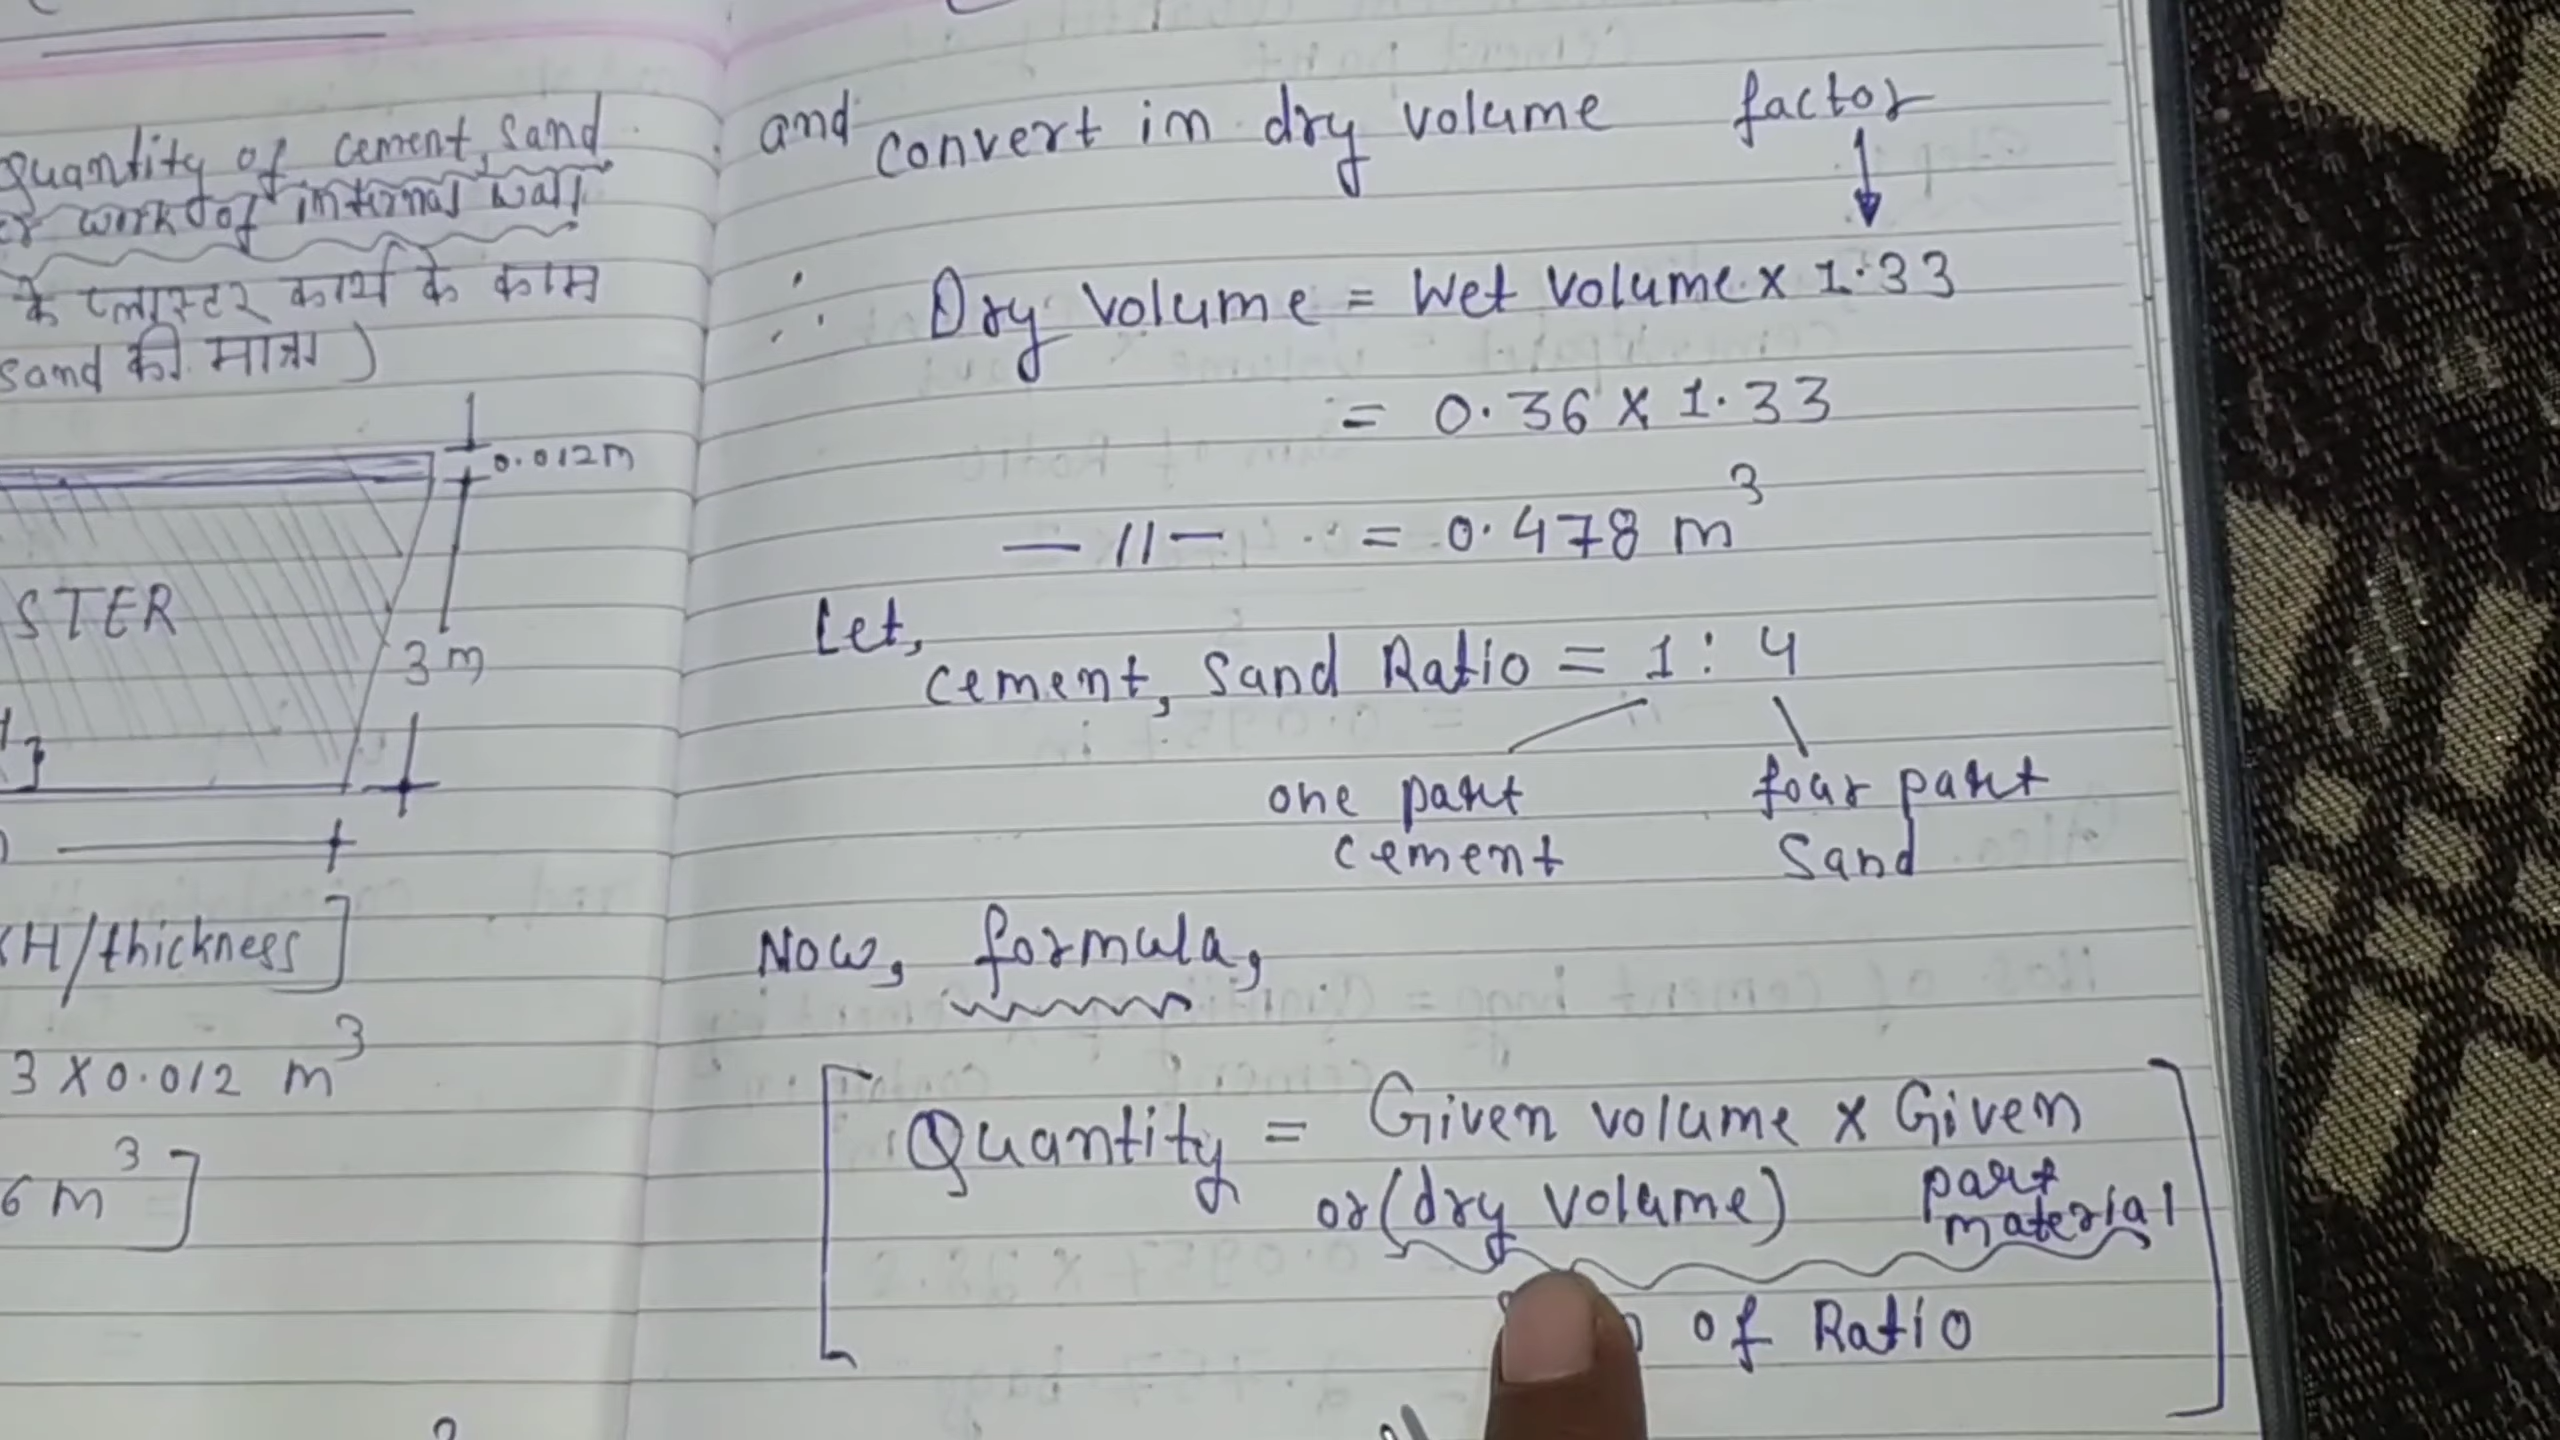 quantity of cement, sand
work of internal wall
के प्लास्टर कार्य के काम
sand की मात्रा)
0.012m
STER
3 m
H/thickness]
3 X 0.012 m³
6 m³]
and convert in dry volume factor
∴ Dry volume = Wet volume x 1.33
= 0.36 x 1.33
— 11 — = 0.478 m³
Let,
cement, sand Ratio = 1 : 4
one part four part
cement Sand
Now, formula,
Quantity = Given volume x Given
or (dry volume) part
material
of Ratio